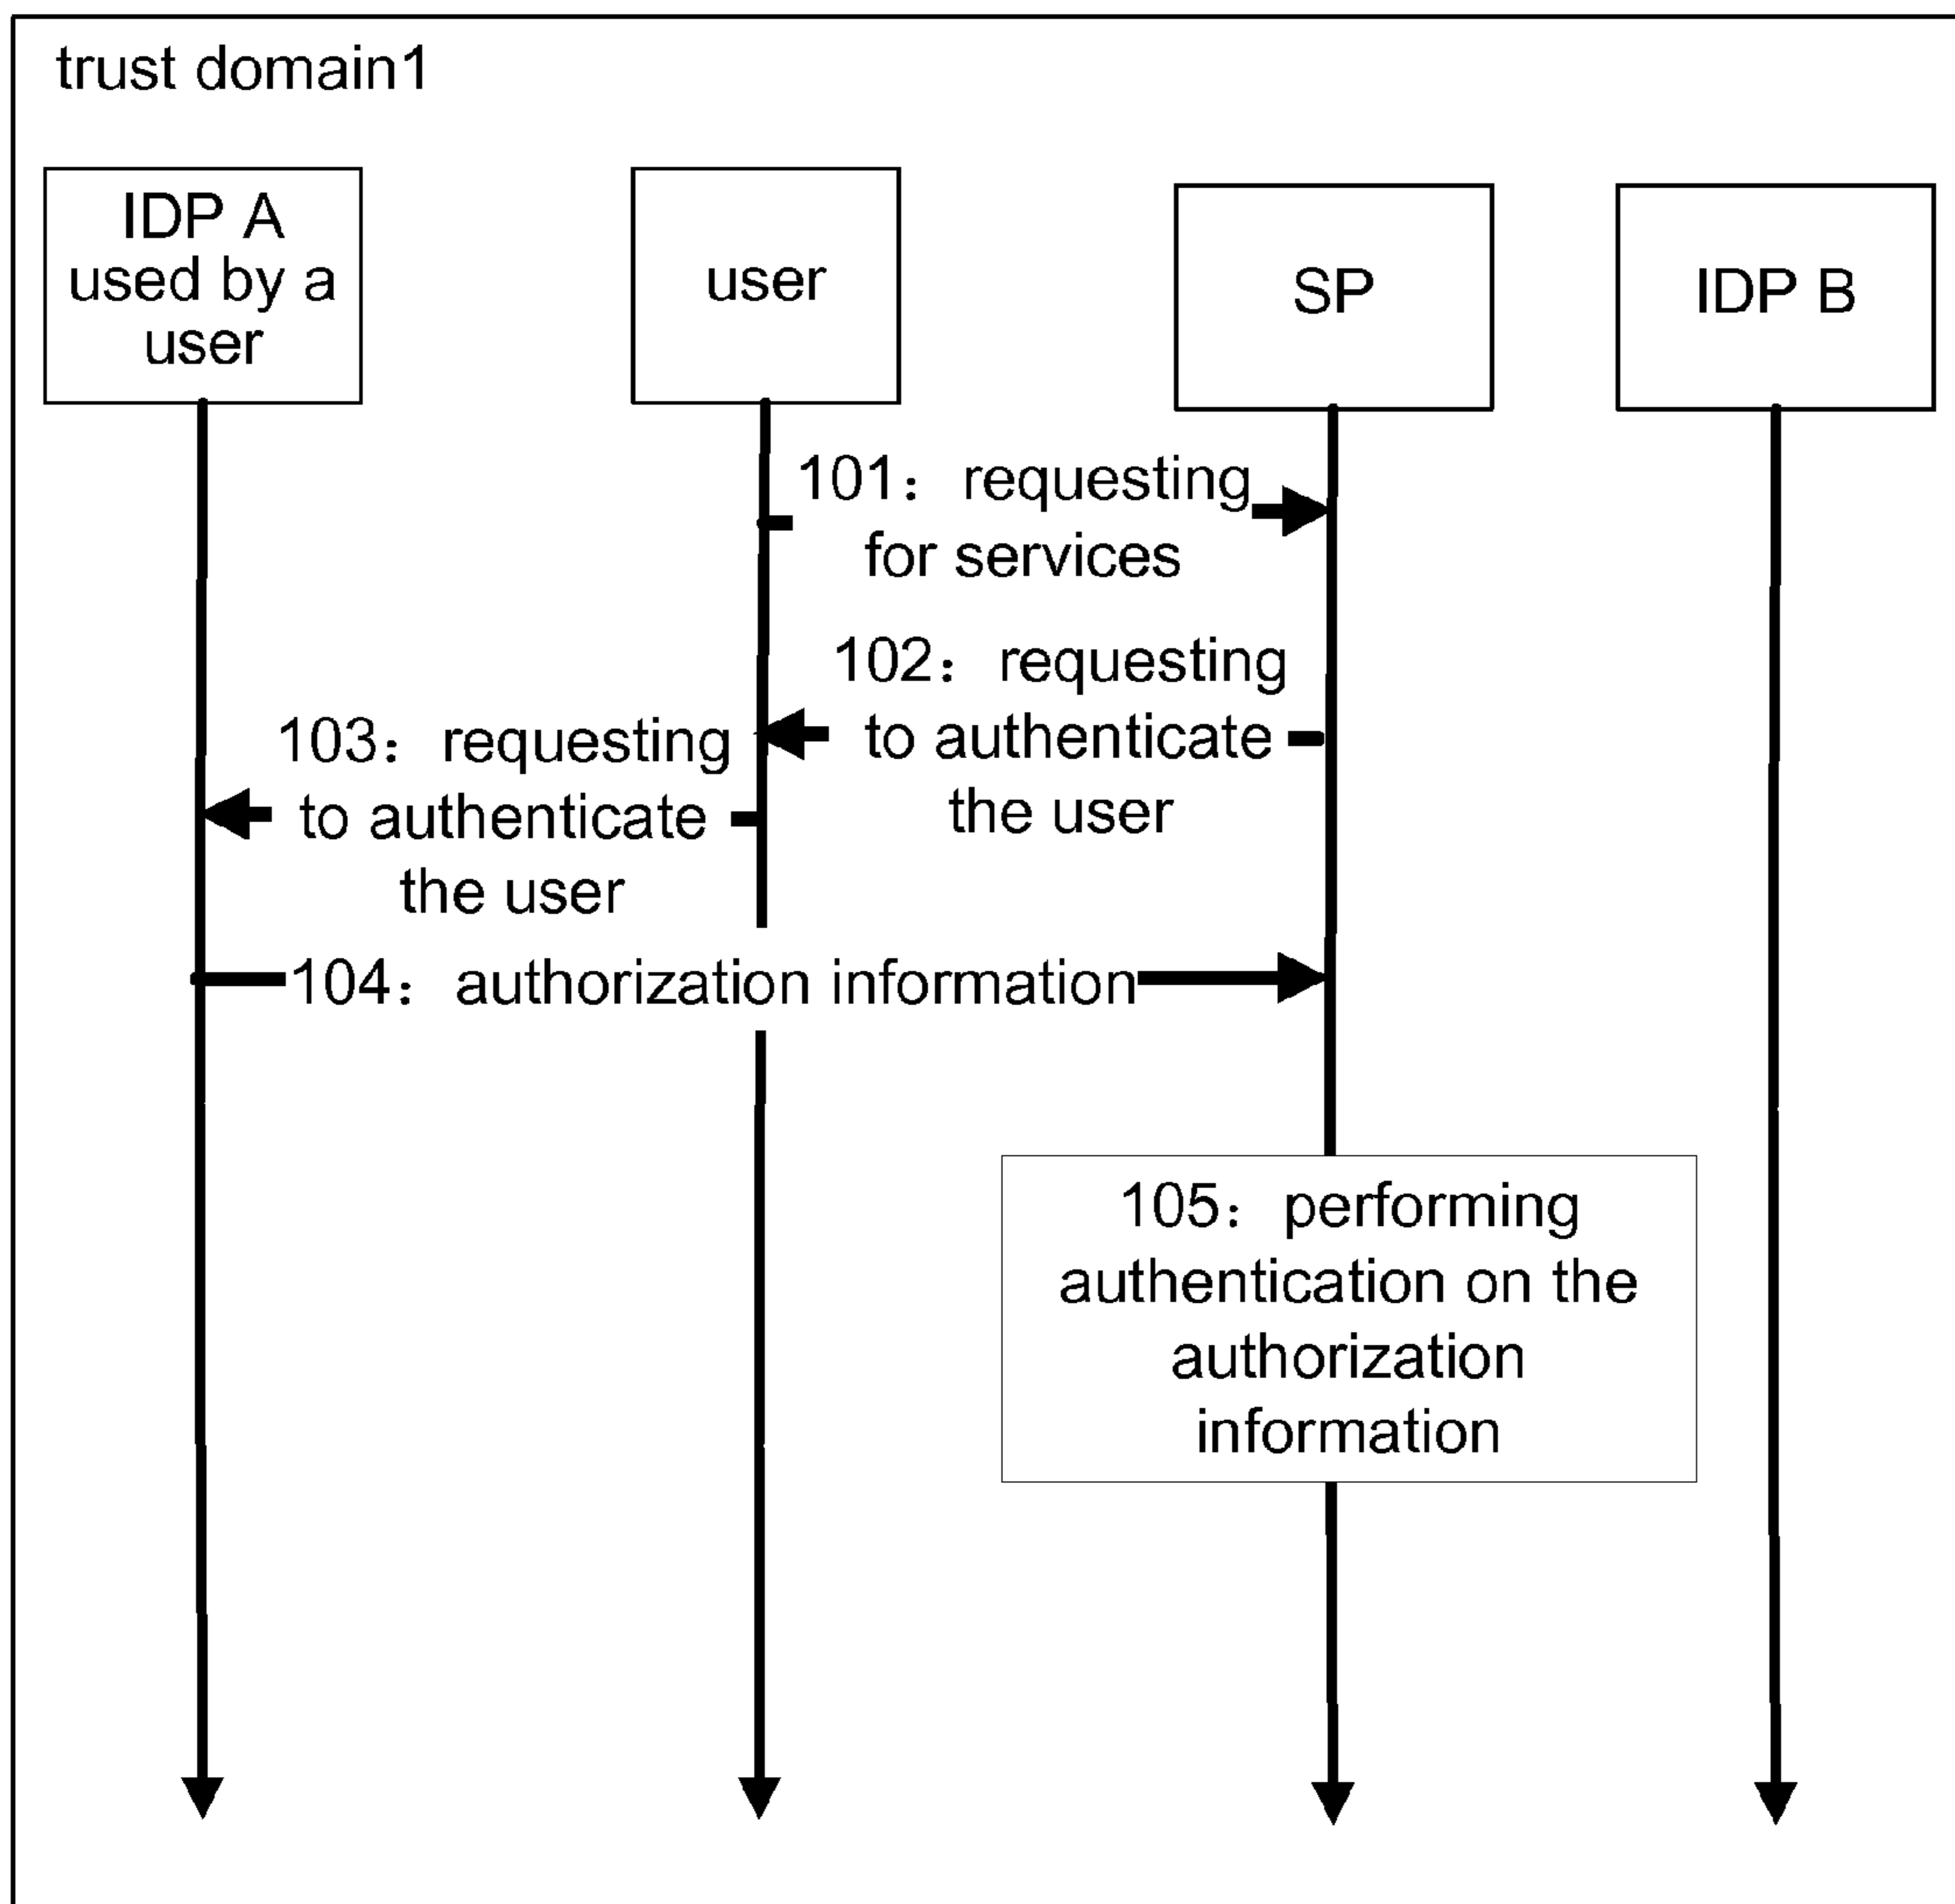 trust domain1
IDP A
used by a
user
user
SP
IDP B
101： requesting
for services
102： requesting
to authenticate
the user
103： requesting
to authenticate
the user
104： authorization information
105： performing
authentication on the
authorization
information